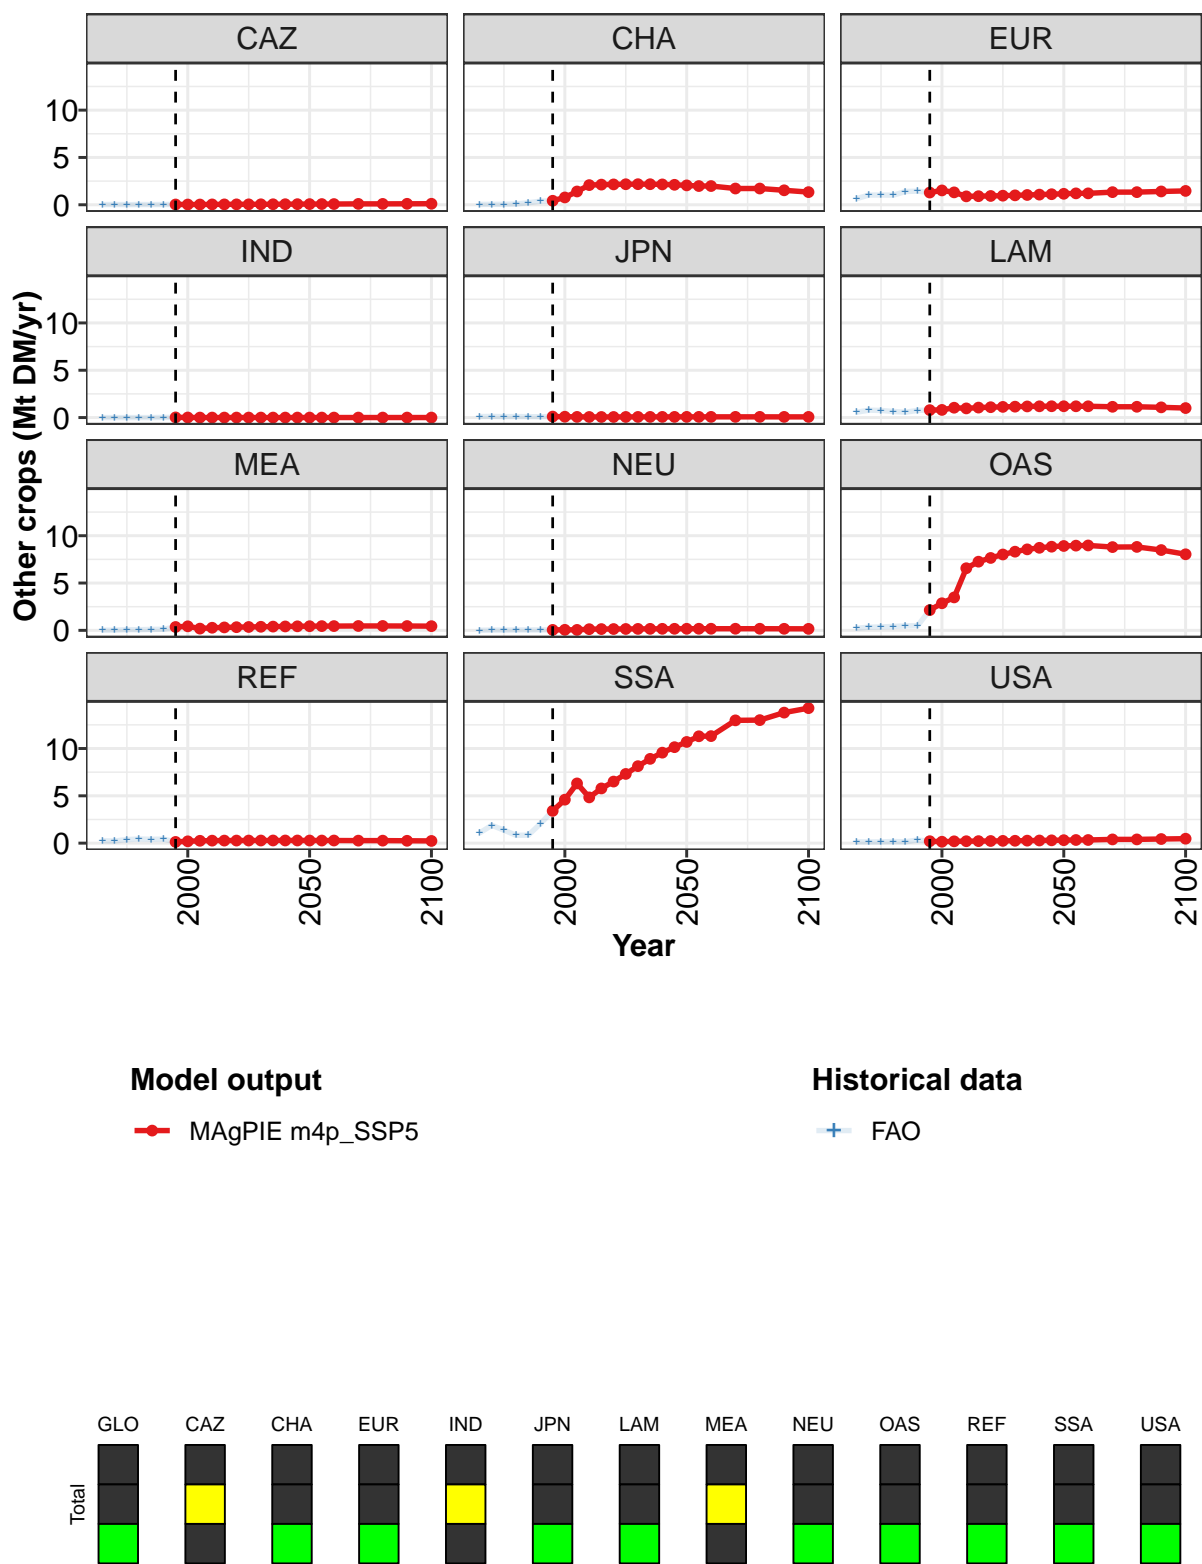 CAZ CHA EUR
10
5
0
IND JPN LAM
10
5
0
MEA NEU OAS
10
5
0
REF SSA USA
10
5
0
Other crops (Mt DM/yr)
2000 2050 2100 2000 2050 2100 2000 2050 2100
Year
Model output Historical data
MAgPIE m4p_SSP5 FAO
GLO CAZ CHA EUR IND JPN LAM MEA NEU OAS REF SSA USA
Total